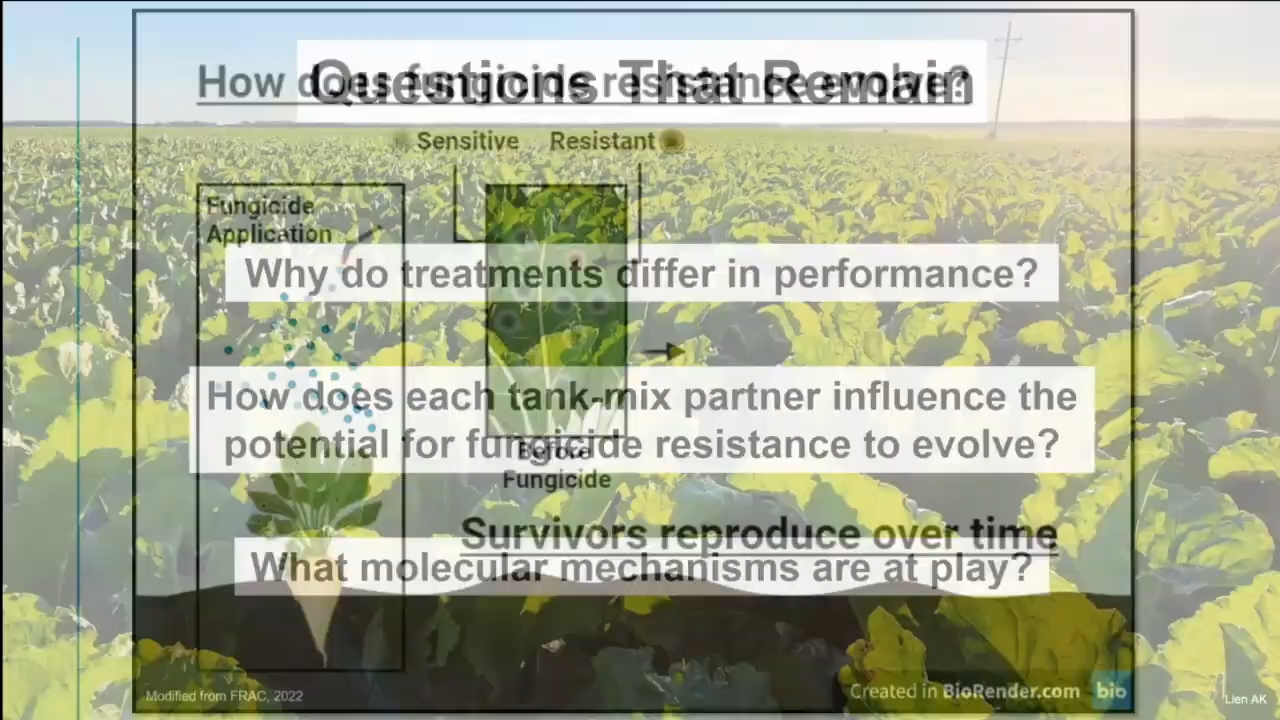 How does fungicide resistance evolve?
Questions That Remain
Sensitive Resistant
Fungicide
Application
Why do treatments differ in performance?
How does each tank-mix partner influence the
potential for fungicide resistance to evolve?
Before
Fungicide
Survivors reproduce over time
What molecular mechanisms are at play?
Modified from FRAC, 2022
Created in BioRender.com bio
Lien AK